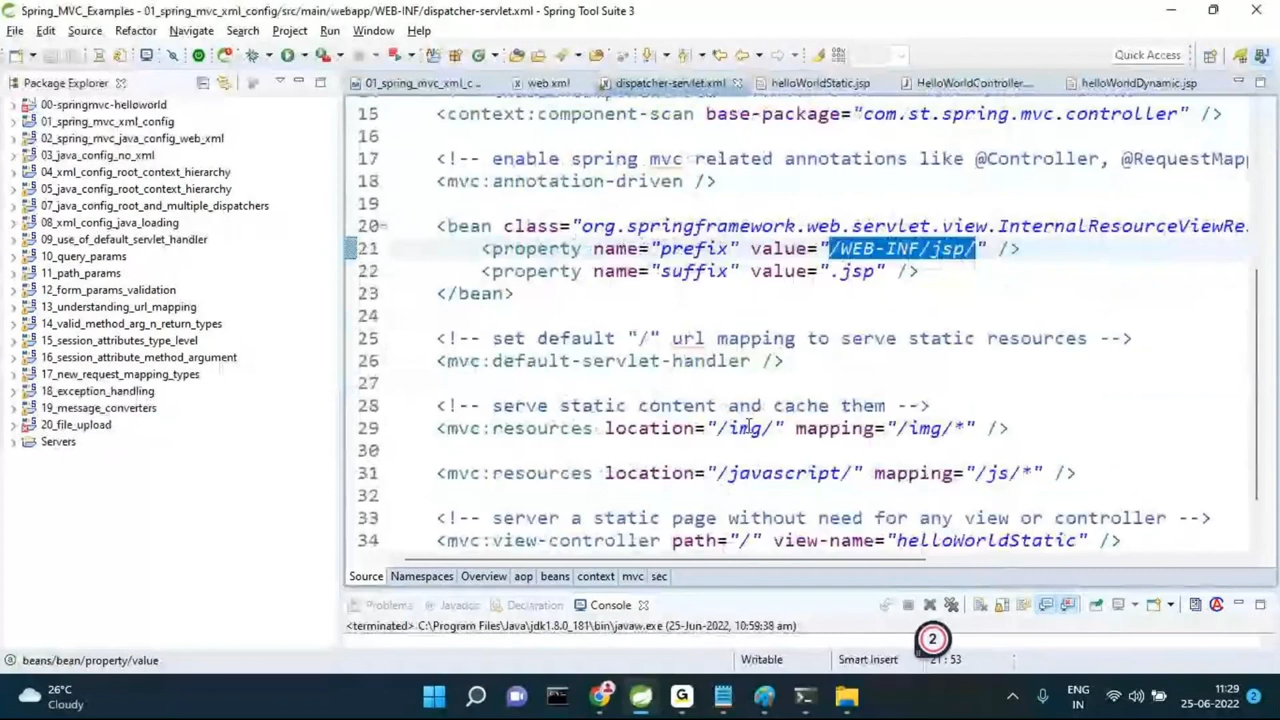 Spring_MVC_Examples - 01_spring_mvc_xml_config/src/main/webapp/WEB-INF/dispatcher-servlet.xml - Spring Tool Suite 3
File Edit Source Refactor Navigate Search Project Run Window Help
Quick Access
Package Explorer
00-springmvc-helloworld
01_spring_mvc_xml_config
02_spring_mvc_java_config_web-xml
03_java_config_no_xml
04_xml_config_root_context_hierarchy
05_java_config_root_context_hierarchy
07_java_config_root_and_multiple_dispatchers
08_xml_config_java_loading
09_use_of_default_servlet_handler
10_query_params
11_path_params
12_form_params_validation
13_understanding_url_mapping
14_valid_method_arg_n_return_types
15_session_attributes_type_level
16_session_attribute_method_argument
17_new_request_mapping_types
18_exception_handling
19_message_converters
20_file_upload
Servers
01_spring_mvc_xml_c... web.xml dispatcher-servlet.xml helloWorldStatic.jsp HelloWorldController.... helloWorldDynamic.jsp
15 <context:component-scan base-package="com.st.spring.mvc.controller" />
16
17 <!-- enable spring mvc related annotations like @Controller, @RequestMapp
18 <mvc:annotation-driven />
19
20 <bean class="org.springframework.web.servlet.view.InternalResourceViewRe.
21 <property name="prefix" value="/WEB-INF/jsp/" />
22 <property name="suffix" value=".jsp" />
23 </bean>
24
25 <!-- set default "/" url mapping to serve static resources -->
26 <mvc:default-servlet-handler />
27
28 <!-- serve static content and cache them -->
29 <mvc:resources location="/img/" mapping="/img/*" />
30
31 <mvc:resources location="/javascript/" mapping="/js/*" />
32
33 <!-- server a static page without need for any view or controller -->
34 <mvc:view-controller path="/" view-name="helloWorldStatic" />
Source Namespaces Overview aop beans context mvc sec
Problems Javadoc Declaration Console
<terminated> C:\Program Files\Java\jdk1.8.0_181\bin\javaw.exe (25-Jun-2022, 10:59:38 am)
2
beans/bean/property/value Writable Smart Insert 21 : 53
26°C
Cloudy
ENG
IN
11:29
25-06-2022
2